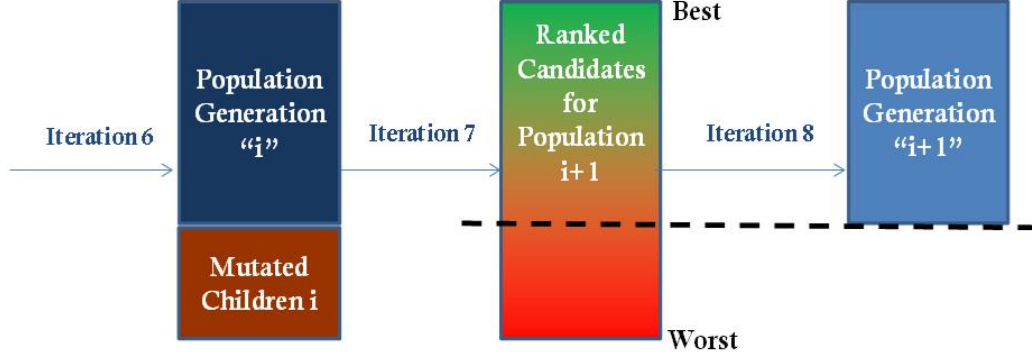 Iteration 6
Population
Generation
“i”
Mutated
Children i
Iteration 7
Best
Ranked
Candidates
for
Population
i+1
Worst
Iteration 8
Population
Generation
“i+1”